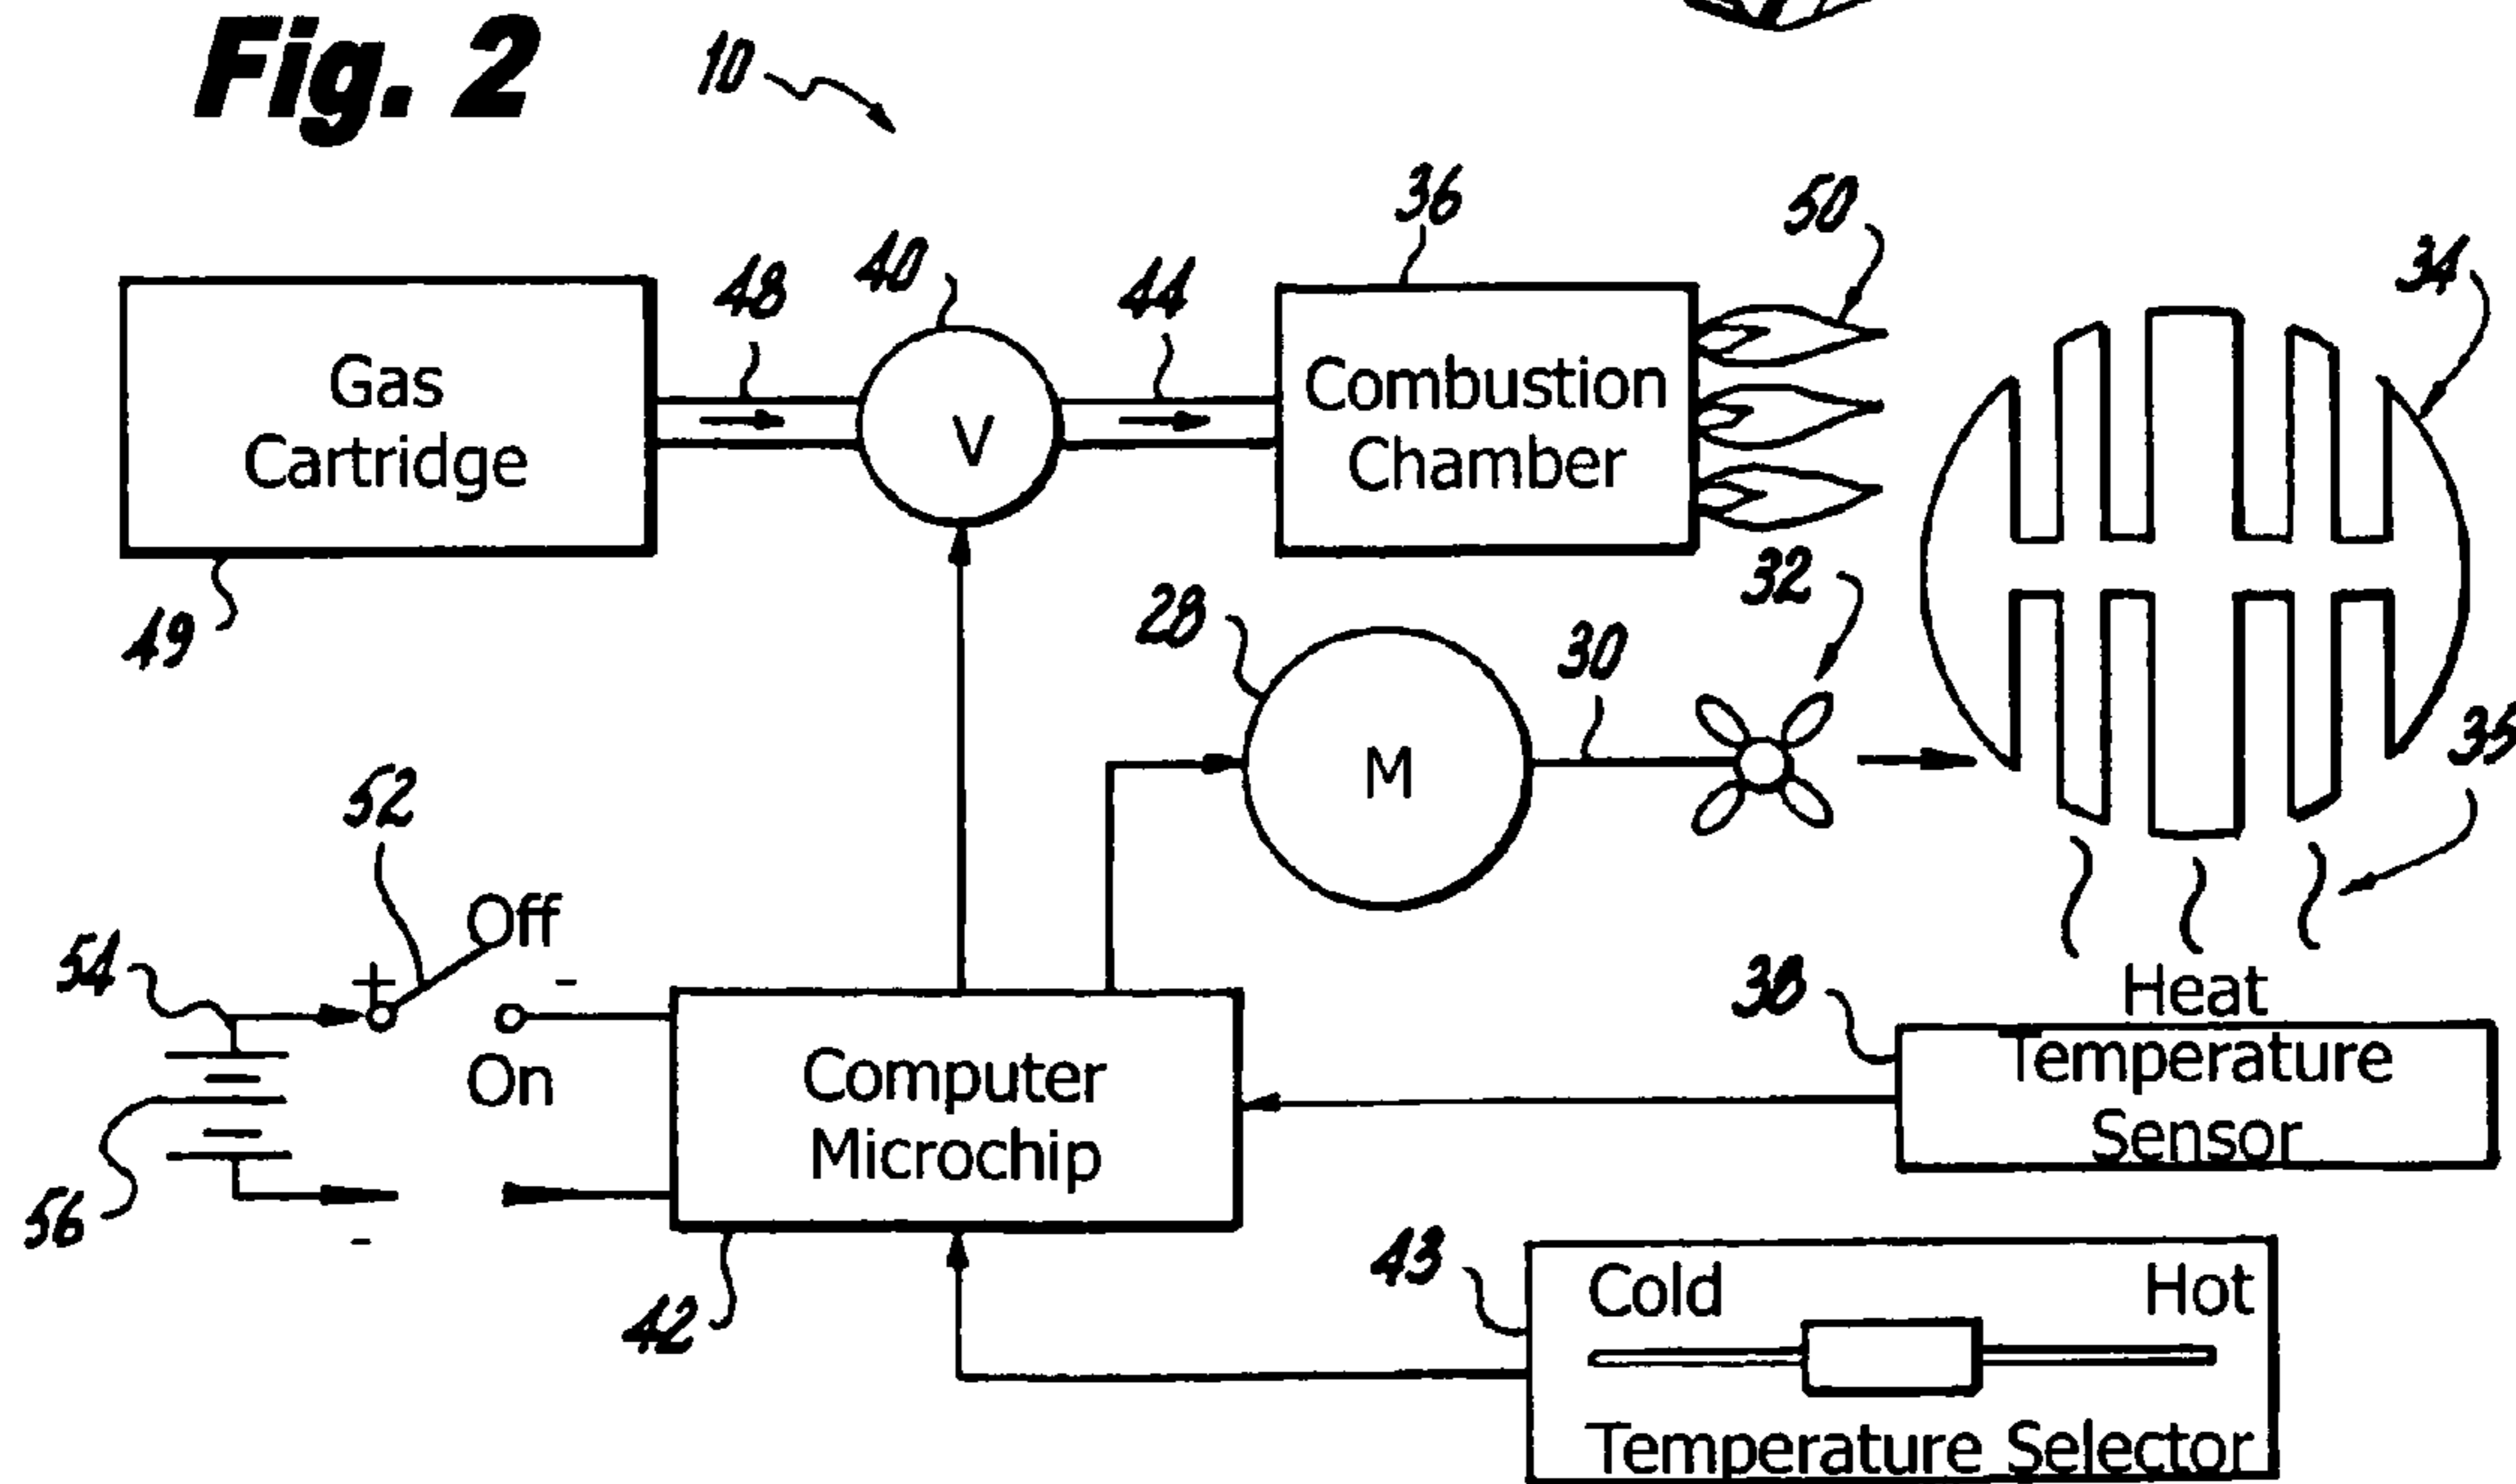 Fig. 2
10
36
50
34
48
40
44
Gas
Cartridge
V
Combustion
Chamber
49
28
30
32
M
35
52
Off
54
+
-
On
56
-
Computer
Microchip
42
38
Heat
Temperature
Sensor
43
Cold Hot
Temperature Selector